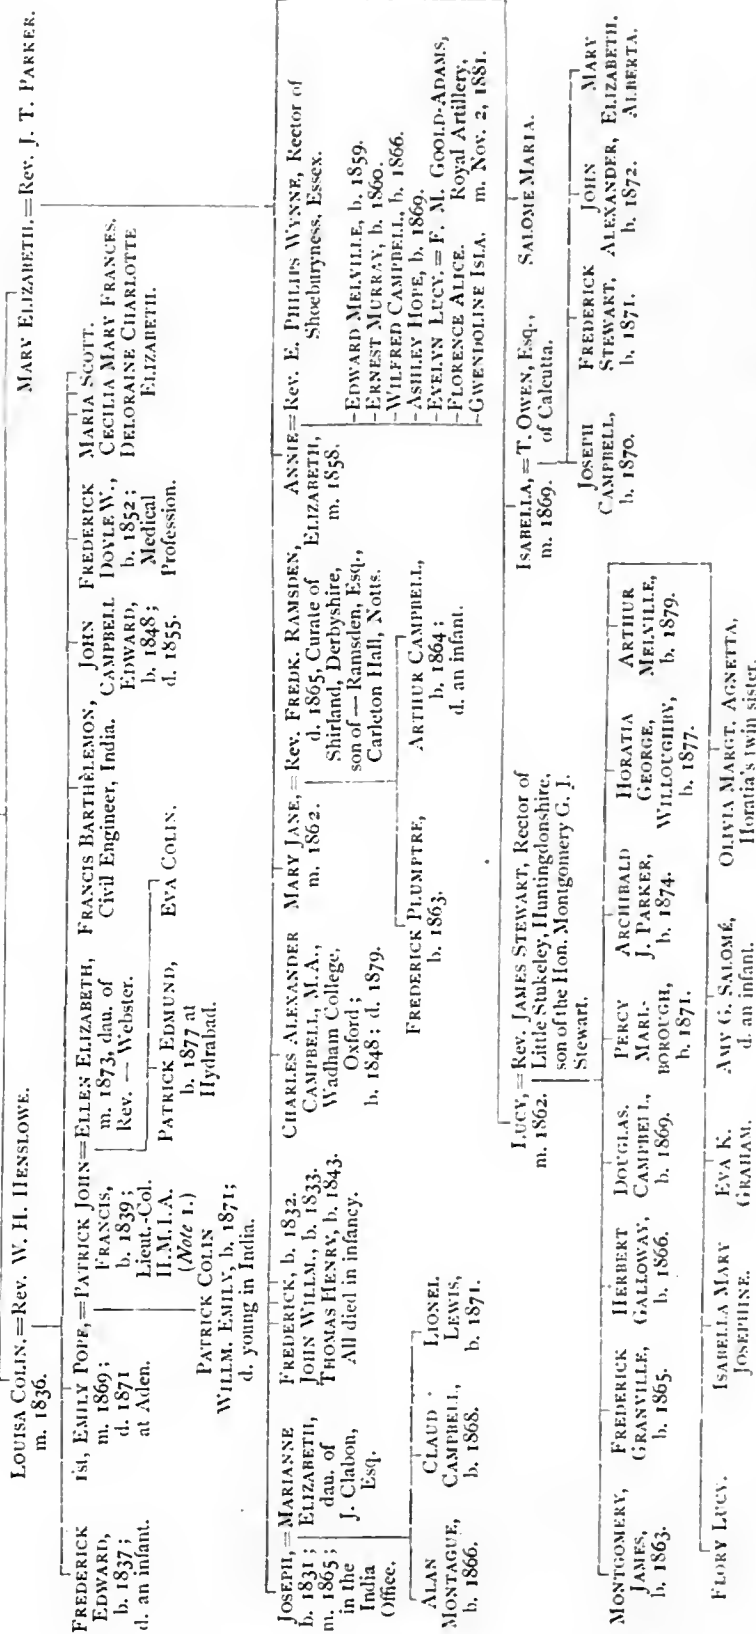 LOUISA COLIN,=Rev. W. H. HENSLOWE.
m. 1836.
MARY ELIZABETH,=Rev. J. T. PARKER.
FREDERICK
EDWARD,
b. 1837;
d. an infant.
1st, EMILY POPE,=PATRICK JOHN=ELLEN ELIZABETH,
m. 1869;
d. 1871
at Aden.
FRANCIS,
b. 1839;
Lieut.-Col.
H.M.I.A.
(Note 1.)
m. 1873, dau. of
Rev. — Webster.
PATRICK COLIN
WILLM. EMILY, b. 1871;
d. young in India.
PATRICK EDMUND,
b. 1877 at
Hydrabad.
EVA COLIN.
FRANCIS BARTHÈLEMON,
Civil Engineer, India.
JOHN
CAMPBELL
EDWARD,
b. 1848;
d. 1855.
FREDERICK
DOYLE W.,
b. 1852;
Medical
Profession.
MARIA SCOTT.
CECILIA MARY FRANCES.
DELORAINE CHARLOTTE
ELIZABETH.
JOSEPH,=MARIANNE
b. 1831;
m. 1865;
in the
India
Office.
ELIZABETH,
dau. of
J. Clabon,
Esq.
ALAN
MONTAGUE,
b. 1866.
CLAUD
CAMPBELL,
b. 1868.
LIONEL
LEWIS,
b. 1871.
FREDERICK, b. 1832.
JOHN WILLM., b. 1833.
THOMAS HENRY, b. 1843.
All died in infancy.
CHARLES ALEXANDER
CAMPBELL, M.A.,
Wadham College,
Oxford;
b. 1848; d. 1879.
MARY JANE,=Rev. FREDK. RAMSDEN,
m. 1862.
d. 1865, Curate of
Shirland, Derbyshire,
son of — Ramsden, Esq.,
Carleton Hall, Notts.
FREDERICK PLUMPTRE,
b. 1863.
ARTHUR CAMPBELL,
b. 1864;
d. an infant.
ANNIE=Rev. E. PHILIPS WYNNE, Rector of
ELIZABETH,
m. 1858.
Shoeburyness, Essex.
EDWARD MELVILLE, b. 1859.
ERNEST MURRAY, b. 1860.
WILFRED CAMPBELL, b. 1866.
ASHLEY HOPE, b. 1869.
EVELYN LUCY.=F. M. GOOLD-ADAMS,
FLORENCE ALICE. Royal Artillery,
GWENDOLINE ISLA. m. Nov. 2, 1881.
LUCY,=Rev. JAMES STEWART, Rector of
m. 1862.
Little Stukeley, Huntingdonshire,
son of the Hon. Montgomery G. J.
Stewart.
ISABELLA,=T. OWEN, Esq.,
m. 1869.
of Calcutta.
SALOME MARIA.
JOSEPH
CAMPBELL,
b. 1870.
FREDERICK
STEWART,
b. 1871.
JOHN
ALEXANDER,
b. 1872.
MARY
ELIZABETH.
ALBERTA.
MONTGOMERY,
JAMES,
b. 1863.
FREDERICK
GRANVILLE,
b. 1865.
HERBERT
GALLOWAY,
b. 1866.
DOUGLAS.
CAMPBELL,
b. 1869.
PERCY
MARL-
BOROUGH,
b. 1871.
ARCHIBALD
J. PARKER,
b. 1874.
HORATIA
GEORGE,
WILLOUGHBY,
b. 1877.
ARTHUR
MELVILLE,
b. 1879.
FLORY LUCY.
ISABELLA MARY
JOSEPHINE.
EVA K.
GRAHAM.
AMY G. SALOMÉ,
d. an infant.
OLIVIA MARGT. AGNETTA,
Horatia's twin sister.